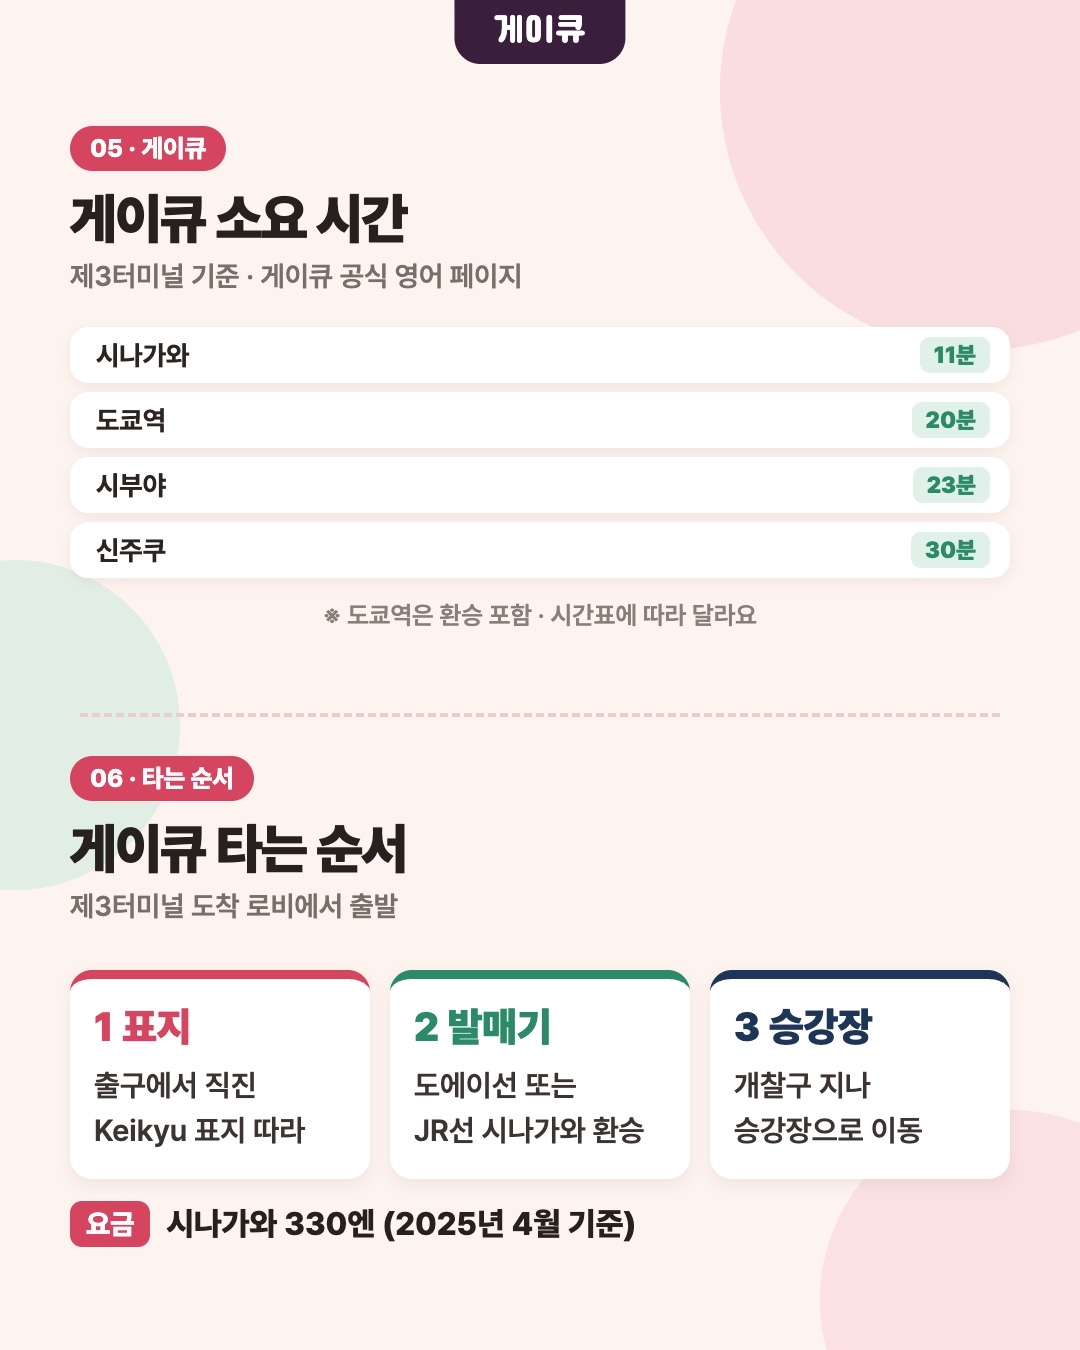 게이큐
05 · 게이큐
게이큐 소요 시간
제3터미널 기준 · 게이큐 공식 영어 페이지
시나가와 11분
도쿄역 20분
시부야 23분
신주쿠 30분
※ 도쿄역은 환승 포함 · 시간표에 따라 달라요
06 · 타는 순서
게이큐 타는 순서
제3터미널 도착 로비에서 출발
1 표지
출구에서 직진
Keikyu 표지 따라
2 발매기
도에이선 또는
JR선 시나가와 환승
3 승강장
개찰구 지나
승강장으로 이동
요금 시나가와 330엔 (2025년 4월 기준)